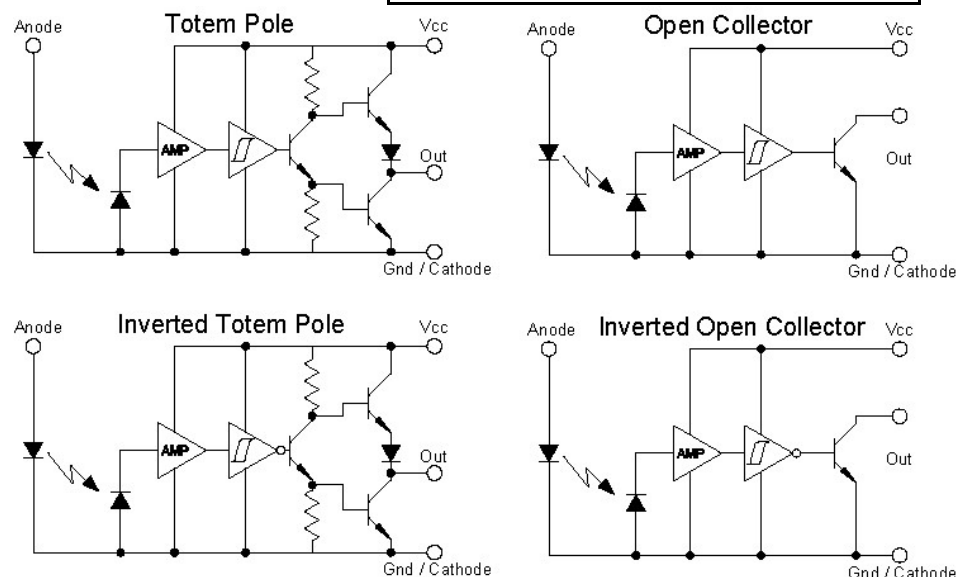 Totem Pole
Anode
Vcc
AMP
Out
Gnd / Cathode
Open Collector
Anode
Vcc
AMP
Out
Gnd / Cathode
Inverted Totem Pole
Anode
Vcc
AMP
Out
Gnd / Cathode
Inverted Open Collector
Anode
Vcc
AMP
Out
Gnd / Cathode